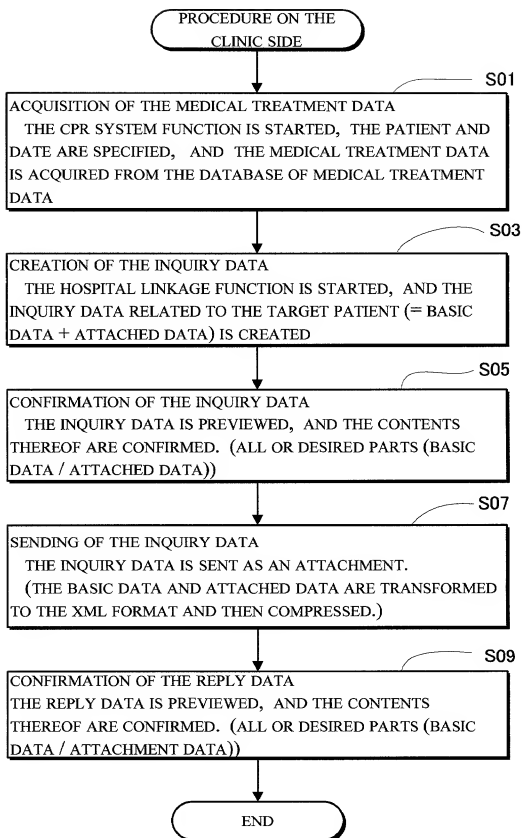 PROCEDURE ON THE
CLINIC SIDE
S01
ACQUISITION OF THE MEDICAL TREATMENT DATA
THE CPR SYSTEM FUNCTION IS STARTED, THE PATIENT AND
DATE ARE SPECIFIED, AND THE MEDICAL TREATMENT DATA
IS ACQUIRED FROM THE DATABASE OF MEDICAL TREATMENT
DATA
S03
CREATION OF THE INQUIRY DATA
THE HOSPITAL LINKAGE FUNCTION IS STARTED, AND THE
INQUIRY DATA RELATED TO THE TARGET PATIENT (= BASIC
DATA + ATTACHED DATA) IS CREATED
S05
CONFIRMATION OF THE INQUIRY DATA
THE INQUIRY DATA IS PREVIEWED, AND THE CONTENTS
THEREOF ARE CONFIRMED. (ALL OR DESIRED PARTS (BASIC
DATA / ATTACHED DATA))
S07
SENDING OF THE INQUIRY DATA
THE INQUIRY DATA IS SENT AS AN ATTACHMENT.
(THE BASIC DATA AND ATTACHED DATA ARE TRANSFORMED
TO THE XML FORMAT AND THEN COMPRESSED.)
S09
CONFIRMATION OF THE REPLY DATA
THE REPLY DATA IS PREVIEWED, AND THE CONTENTS
THEREOF ARE CONFIRMED. (ALL OR DESIRED PARTS (BASIC
DATA / ATTACHMENT DATA))
END